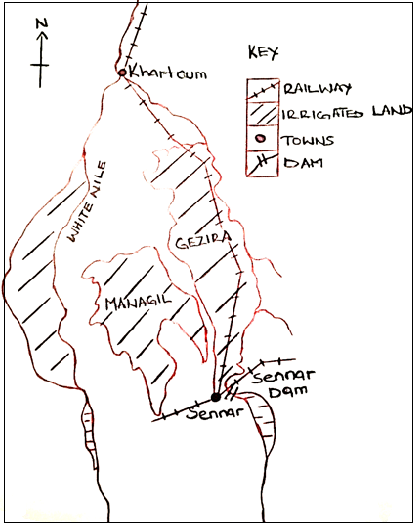 N
Khartoum
KEY
RAILWAY
IRRIGATED LAND
TOWNS
DAM
WHITE NILE
GEZIRA
MANAGIL
Sennar
Sennar
Dam